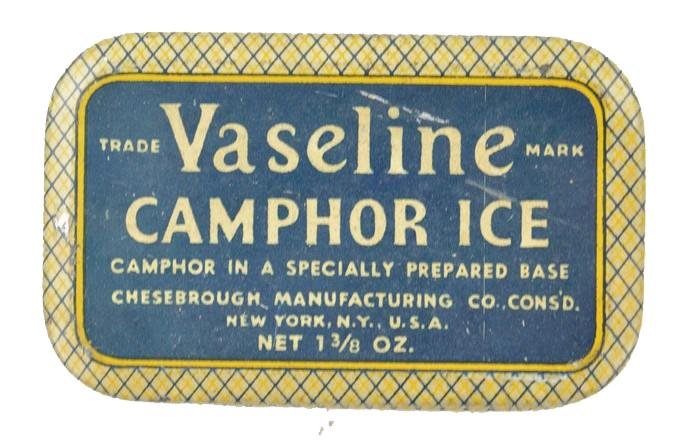 TRADE Vaseline MARK
CAMPHOR ICE
CAMPHOR IN A SPECIALLY PREPARED BASE
CHESEBROUGH MANUFACTURING CO., CONS'D.
NEW YORK, N.Y., U.S.A.
NET 1 3/8 OZ.